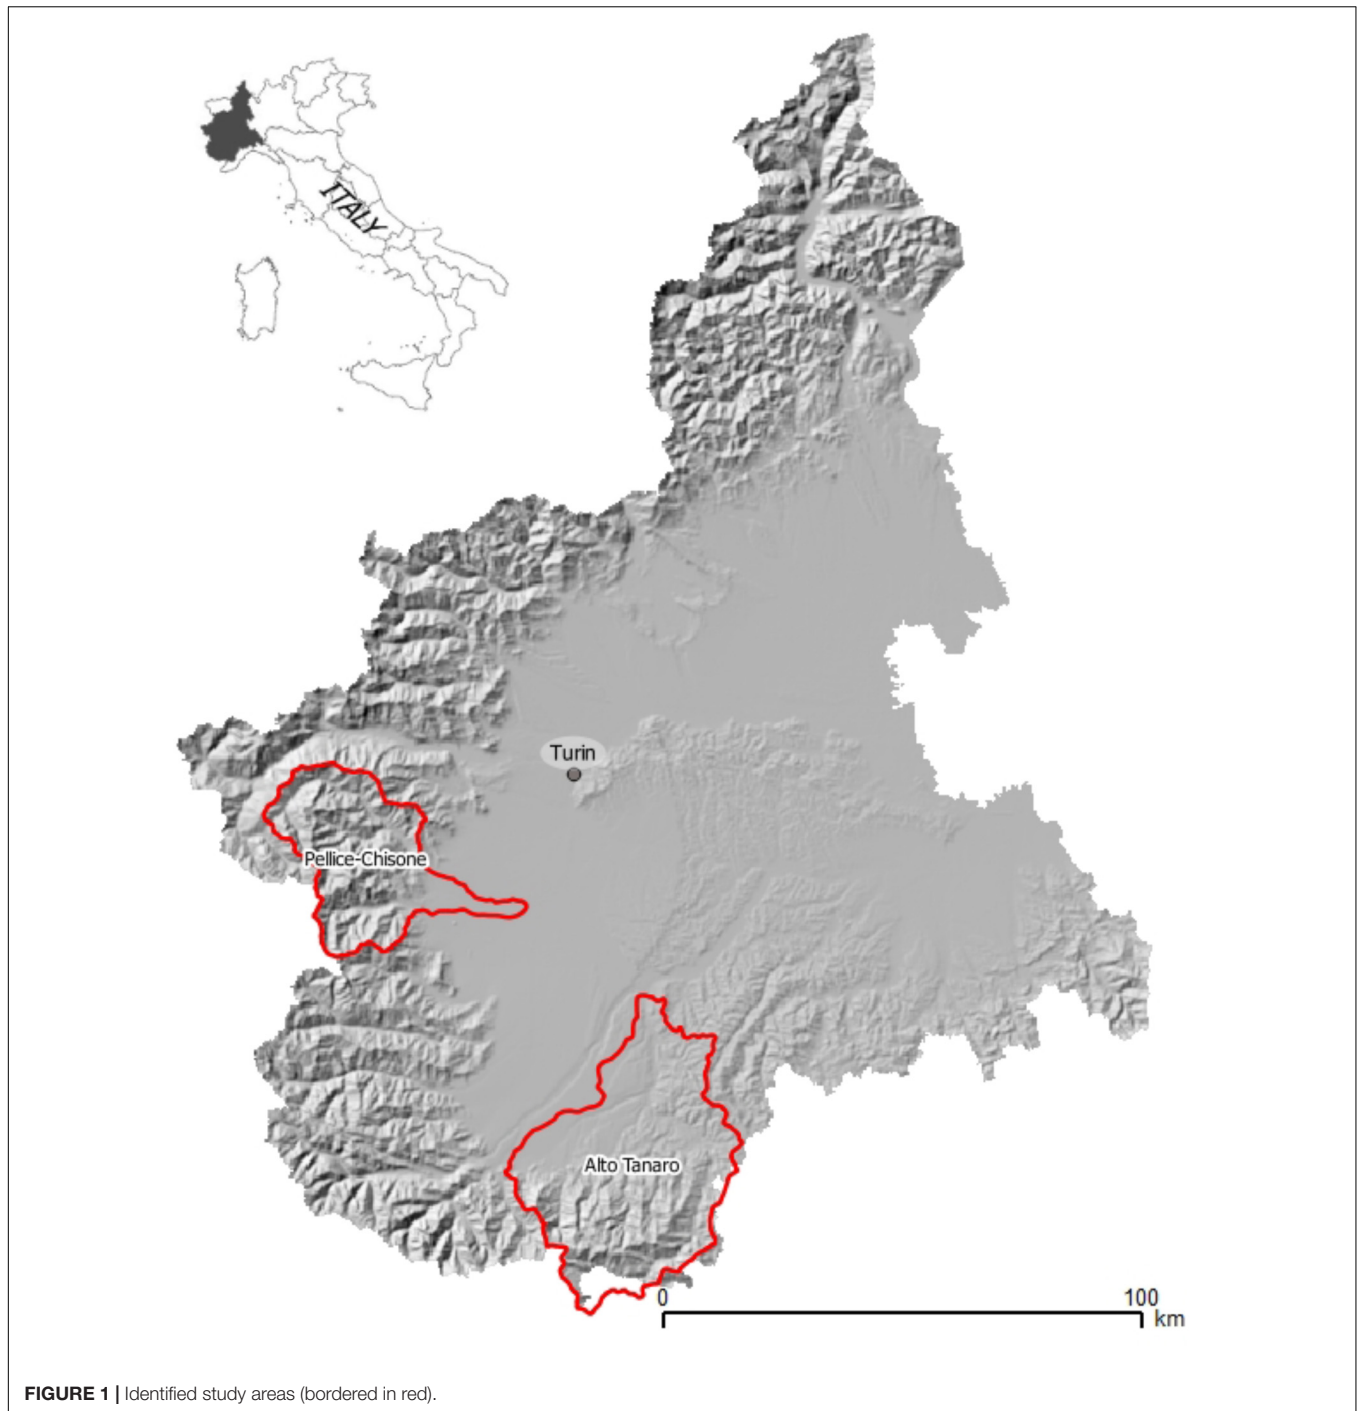 ITALY
Turin
Pellice-Chisone
Alto Tanaro
0 100
km
FIGURE 1 | Identified study areas (bordered in red).